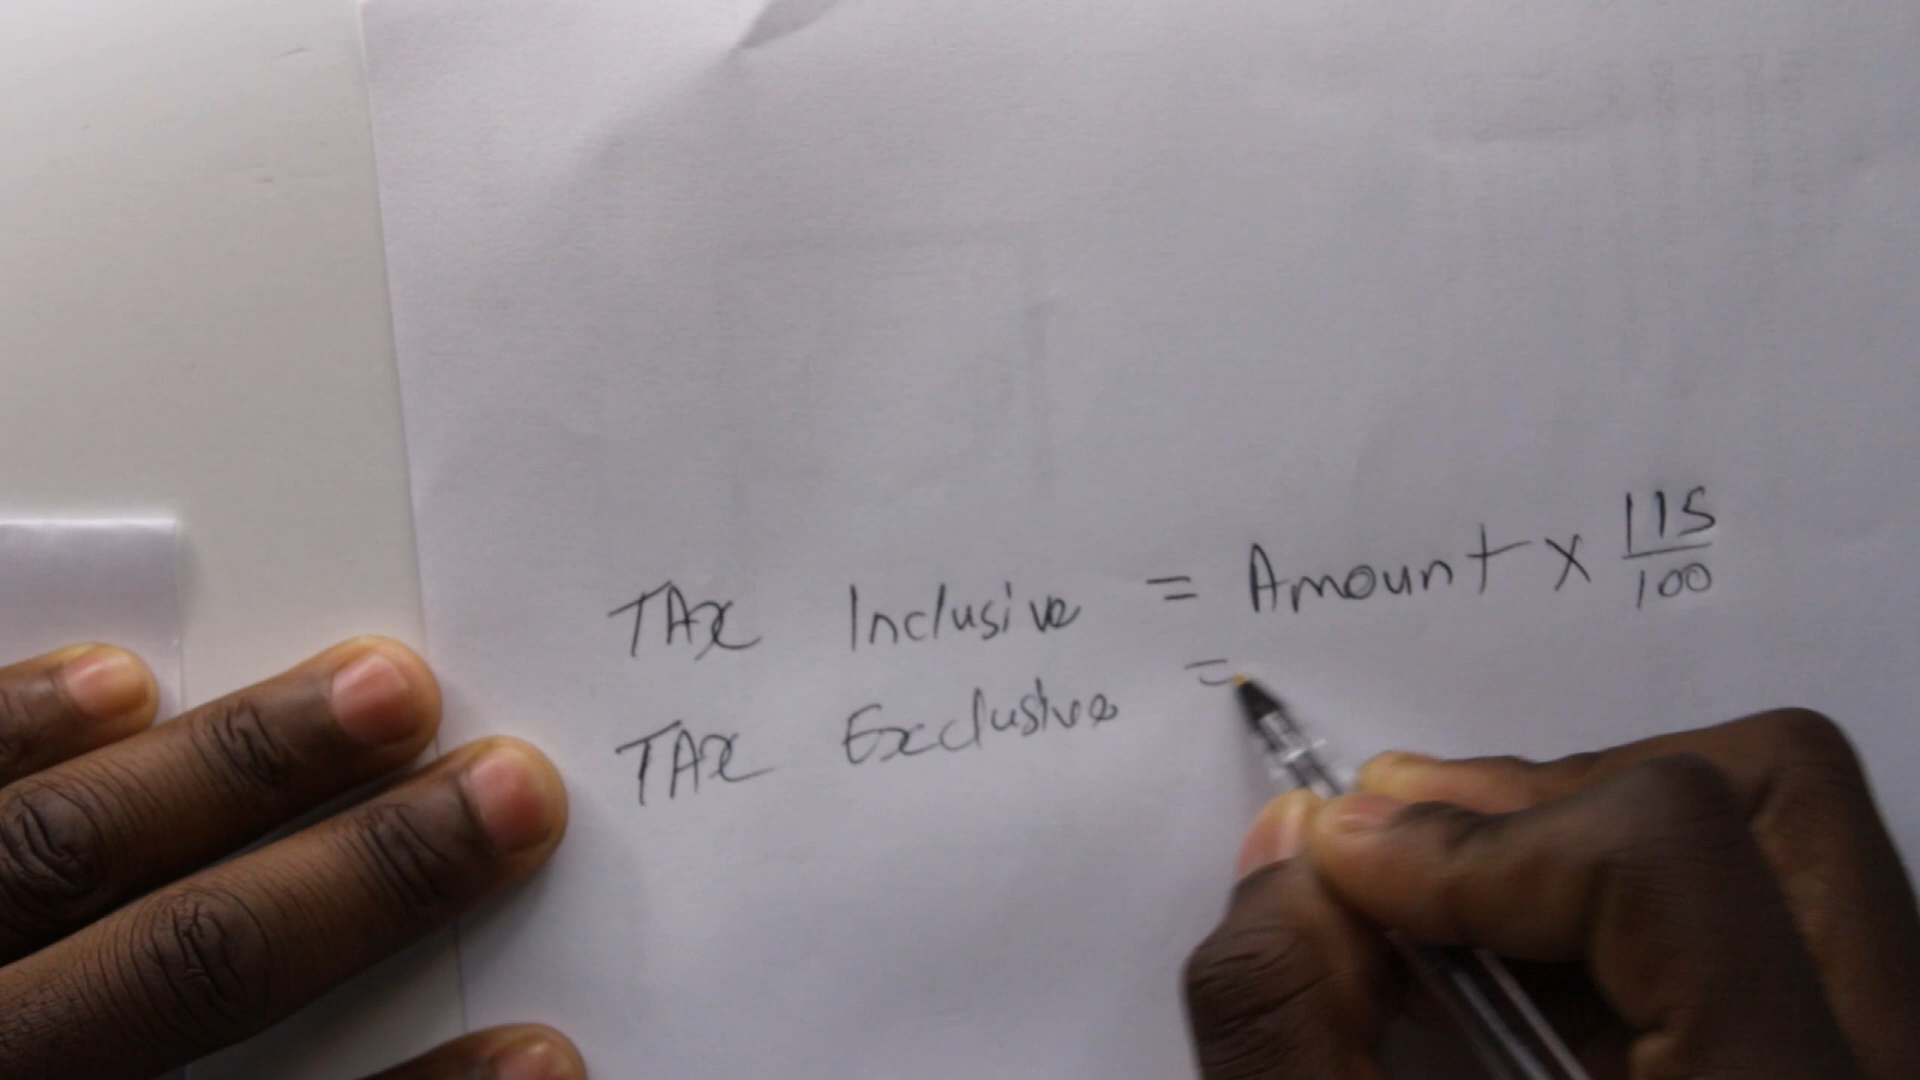 TAx Inclusive = Amount x 115/100
TAx Exclusive =